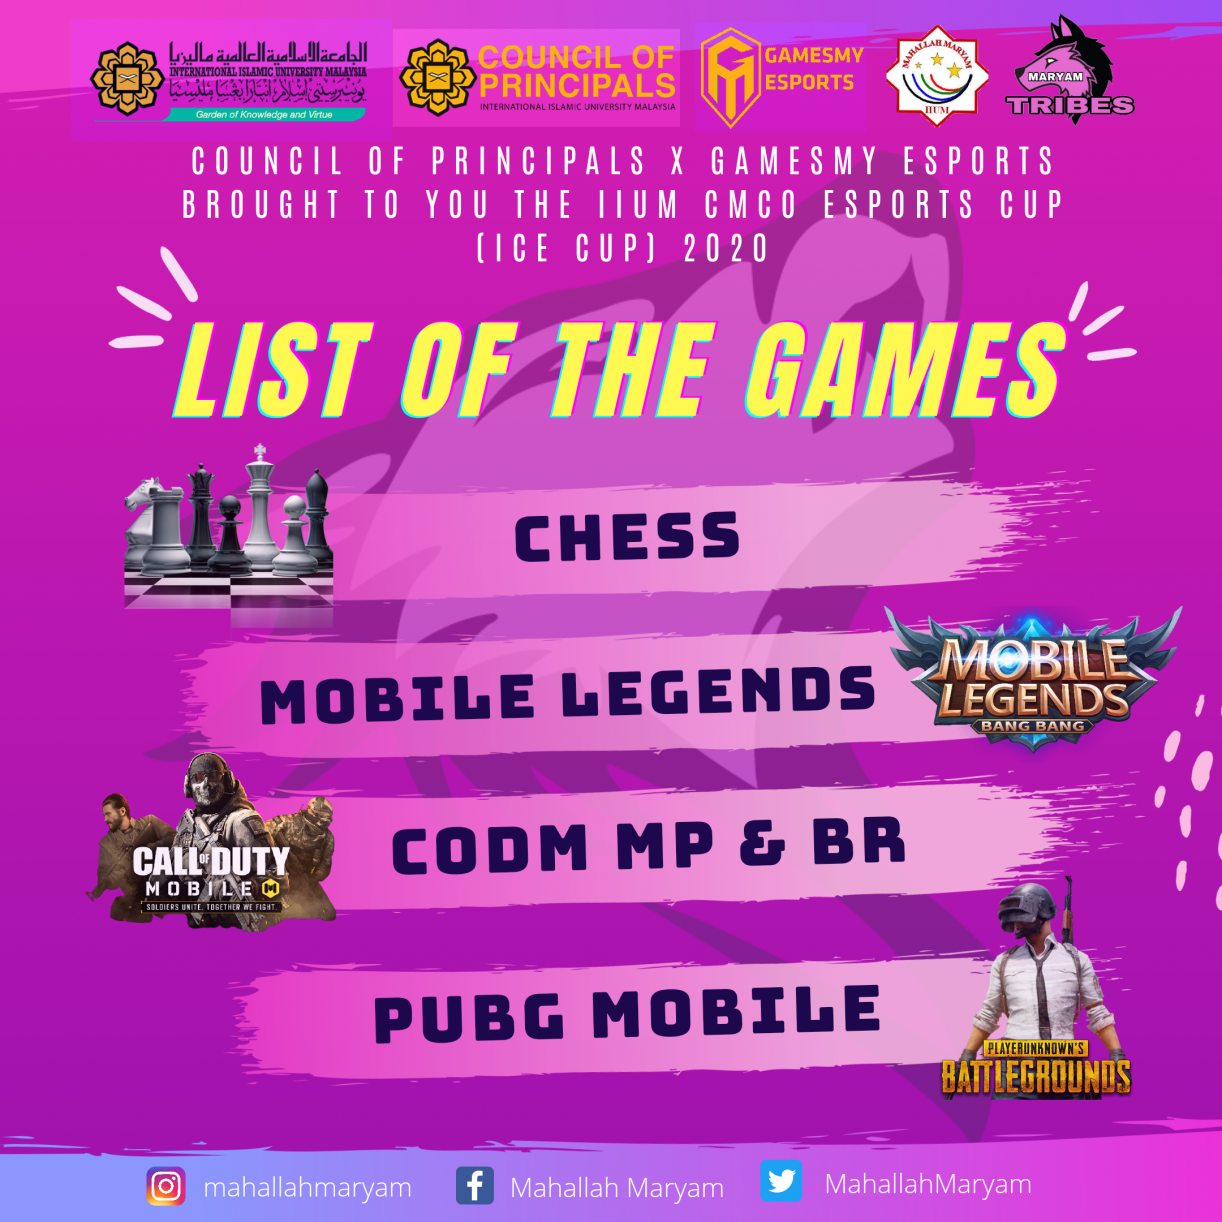 الجامعة الإسلامية العالمية ماليزيا
INTERNATIONAL ISLAMIC UNIVERSITY MALAYSIA
Garden of Knowledge and Virtue
COUNCIL OF
PRINCIPALS
INTERNATIONAL ISLAMIC UNIVERSITY MALAYSIA
GAMESMY
ESPORTS
MAHALLAH MARYAM
IIUM
MARYAM
TRIBES
COUNCIL OF PRINCIPALS X GAMESMY ESPORTS
BROUGHT TO YOU THE IIUM CMCO ESPORTS CUP
(ICE CUP) 2020
LIST OF THE GAMES
CHESS
MOBILE LEGENDS
MOBILE
LEGENDS
BANG BANG
CODM MP & BR
CALL OF DUTY
MOBILE
SOLDIERS UNITE. TOGETHER WE FIGHT.
PUBG MOBILE
PLAYERUNKNOWN'S
BATTLEGROUNDS
mahallahmaryam
Mahallah Maryam
MahallahMaryam